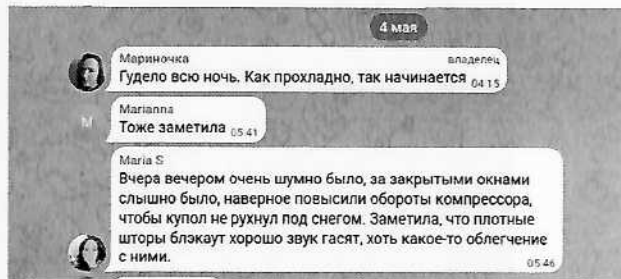 4 мая
Мариночка владелец
Гудело всю ночь. Как прохладно, так начинается 04:15
M
Marianna
Тоже заметила 05:41
Maria S
Вчера вечером очень шумно было, за закрытыми окнами
слышно было, наверное повысили обороты компрессора,
чтобы купол не рухнул под снегом. Заметила, что плотные
шторы блэкаут хорошо звук гасят, хоть какое-то облегчение
с ними. 05:46